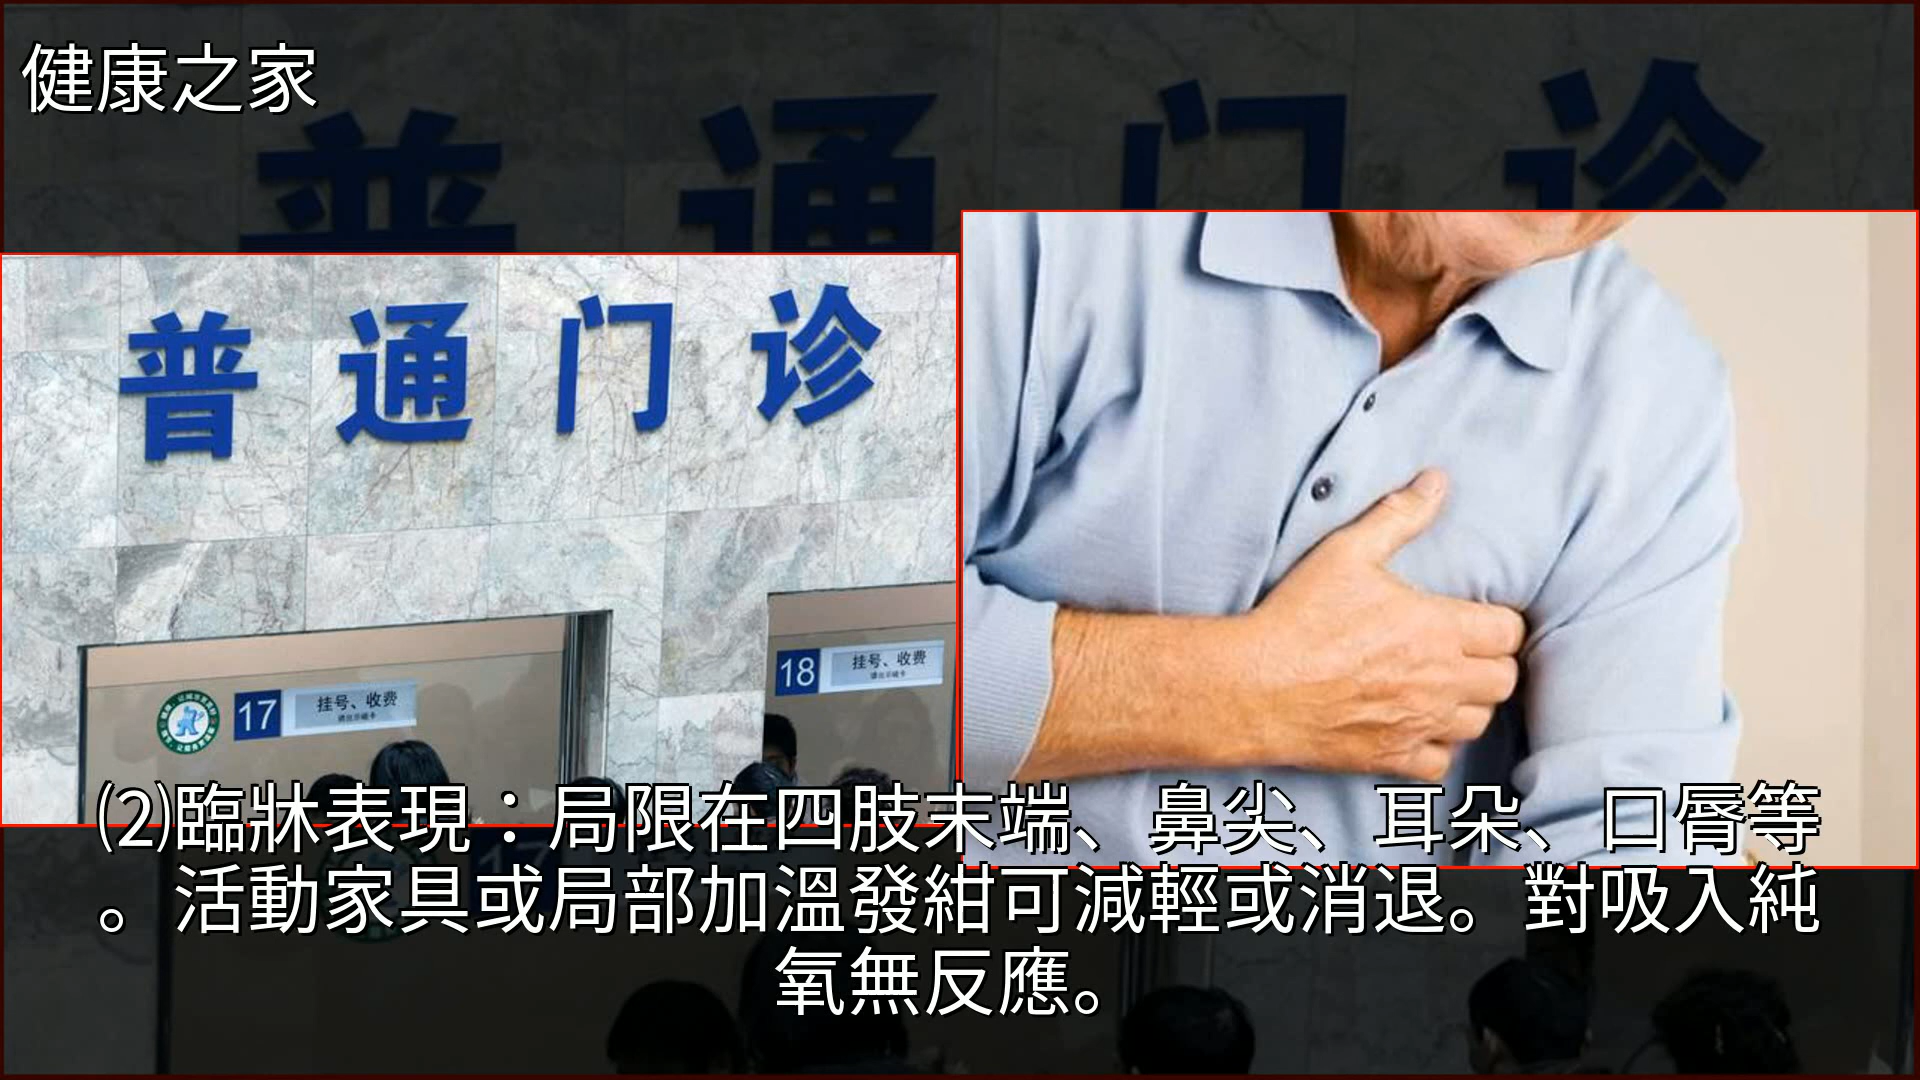 健康之家
普通门诊
普通门诊
17 挂号、收费
18 挂号、收费
⑵臨牀表現：局限在四肢末端、鼻尖、耳朵、口脣等
。活動家具或局部加溫發紺可減輕或消退。對吸入純
氧無反應。